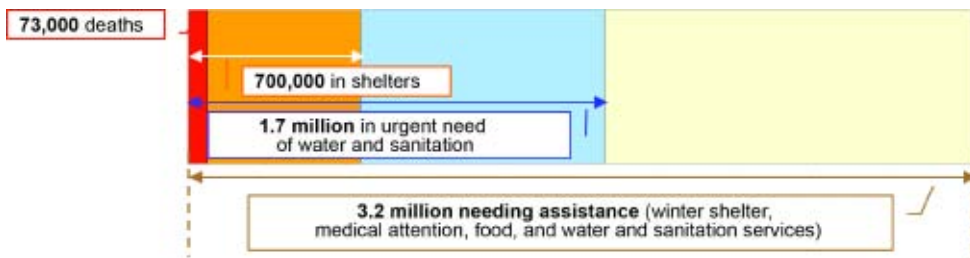 73,000 deaths
700,000 in shelters
1.7 million in urgent need
of water and sanitation
3.2 million needing assistance (winter shelter,
medical attention, food, and water and sanitation services)